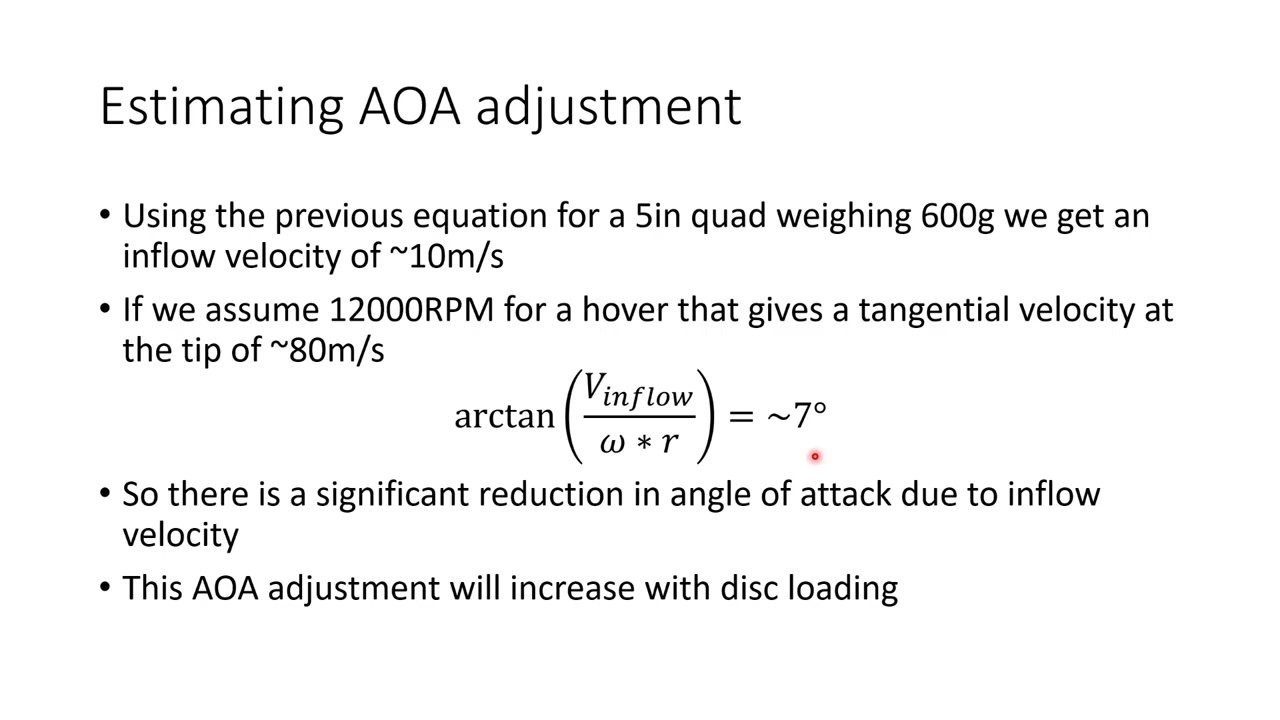 Estimating AOA adjustment
• Using the previous equation for a 5in quad weighing 600g we get an
inflow velocity of ~10m/s
• If we assume 12000RPM for a hover that gives a tangential velocity at
the tip of ~80m/s
arctan(V_inflow / ω * r) = ~7°
• So there is a significant reduction in angle of attack due to inflow
velocity
• This AOA adjustment will increase with disc loading